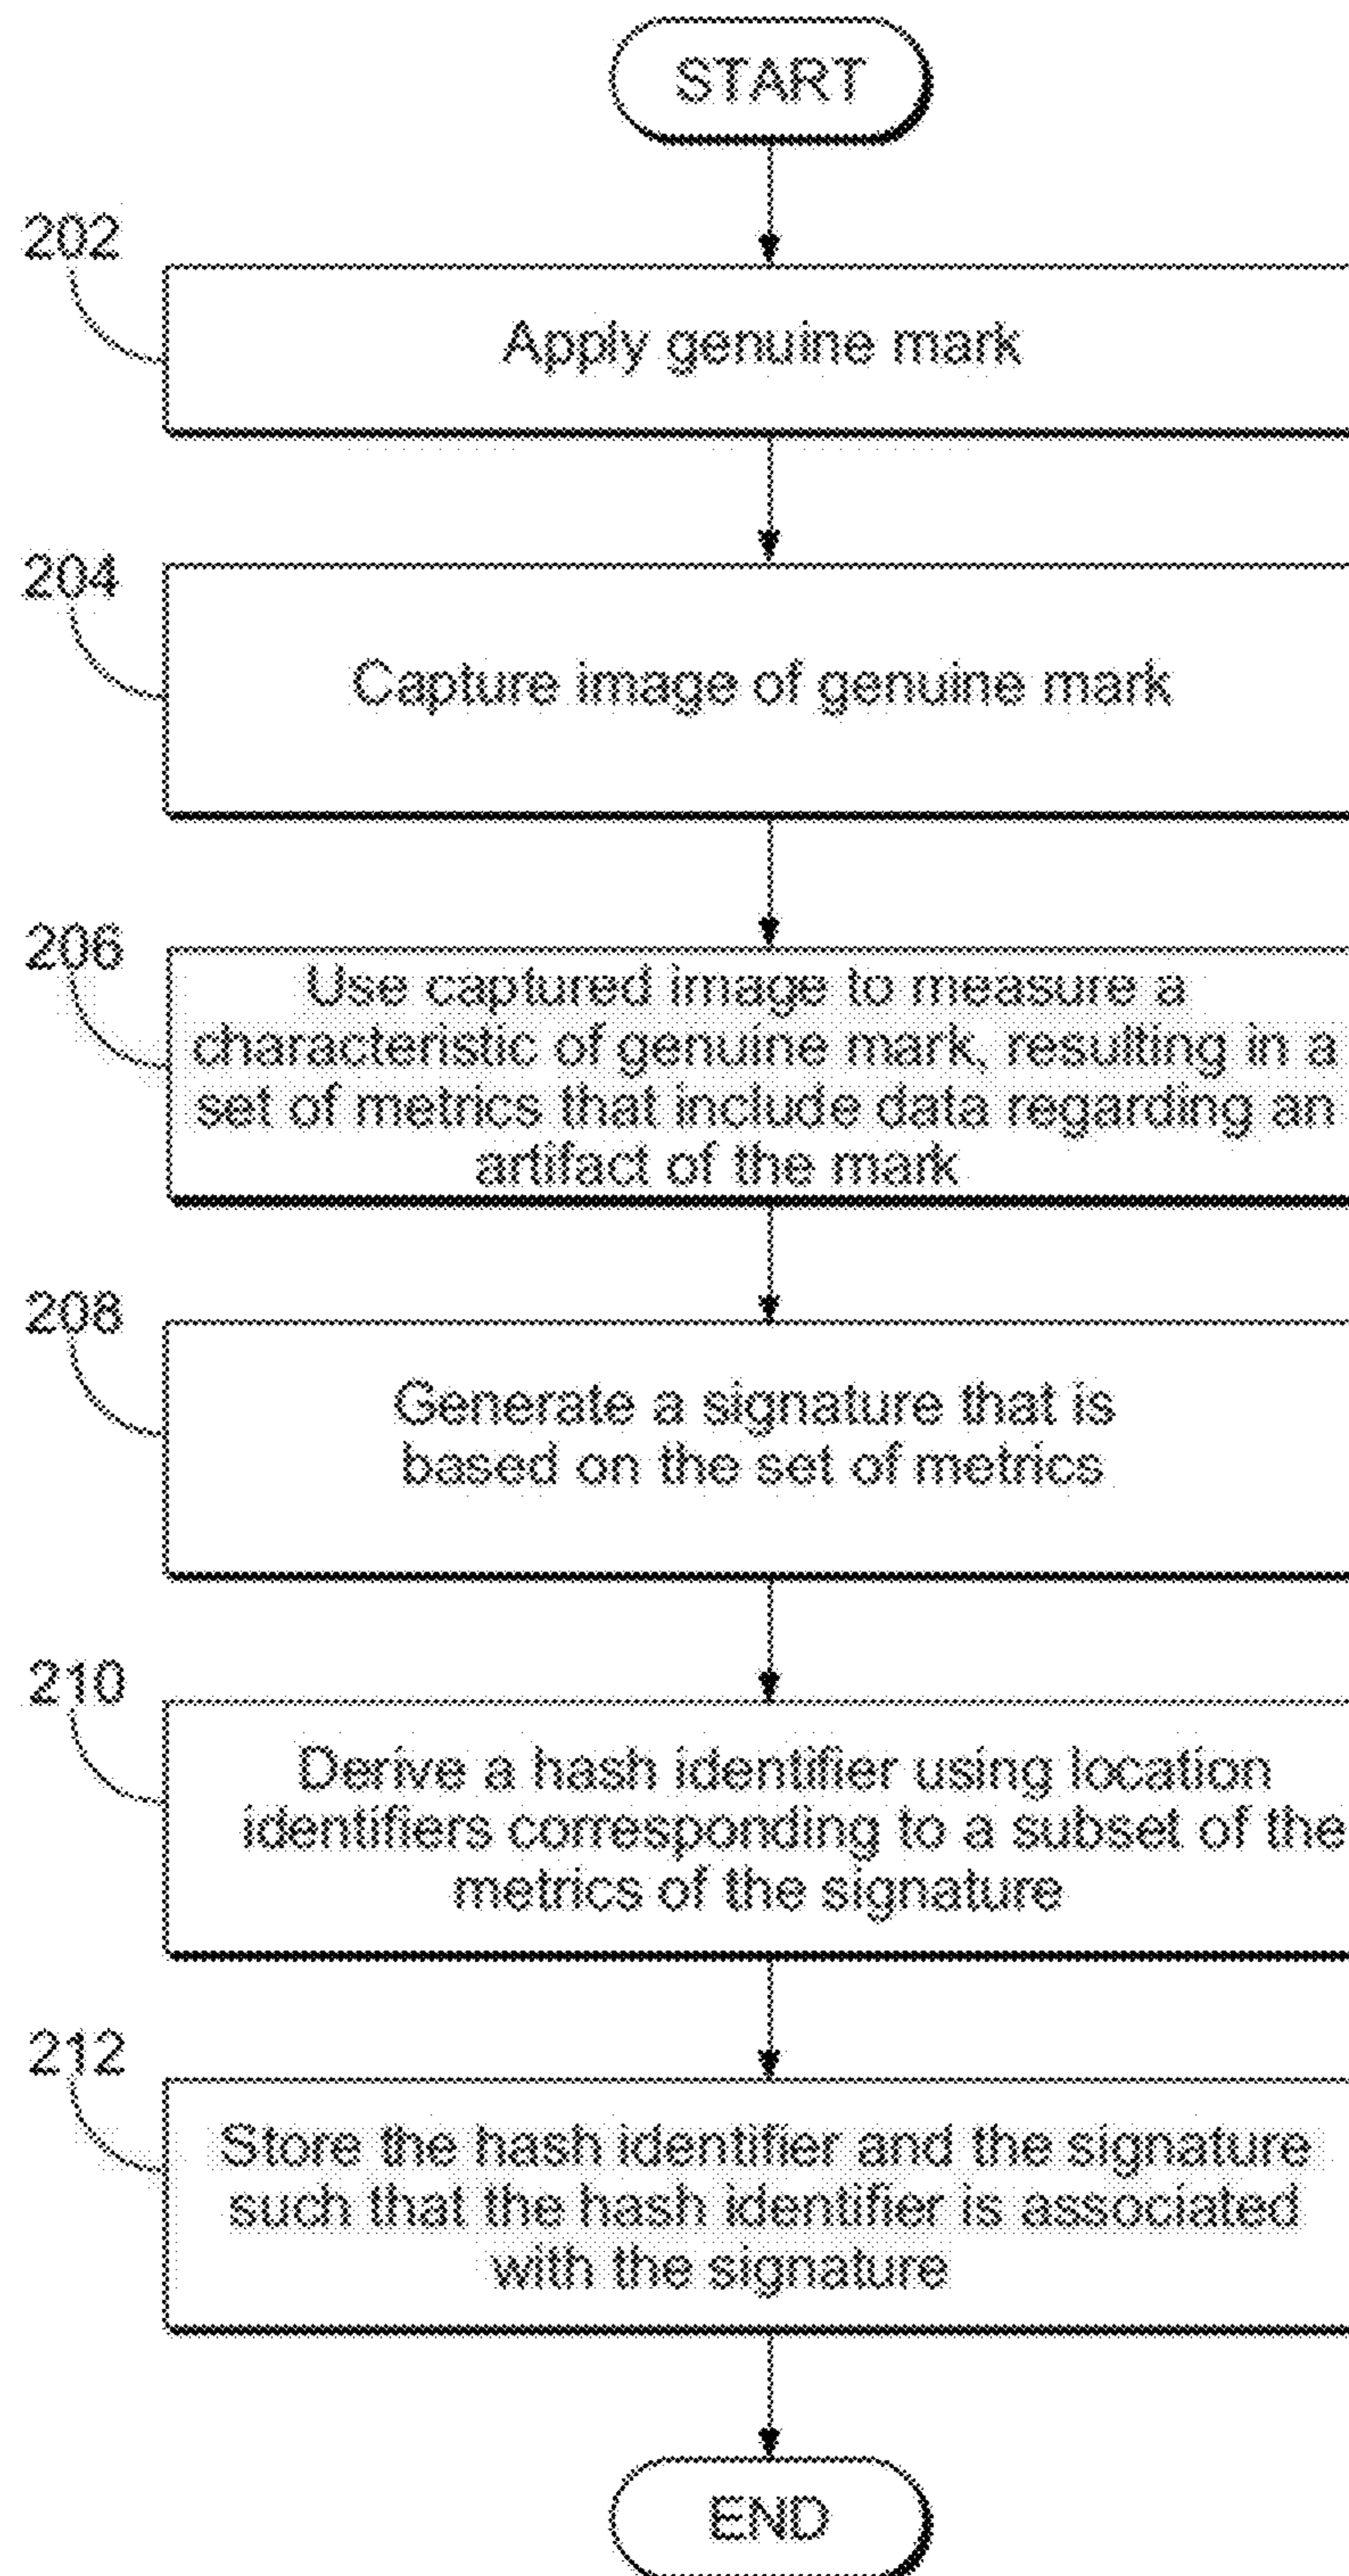 START
202
Apply genuine mark
204
Capture image of genuine mark
206
Use captured image to measure a
characteristic of genuine mark, resulting in a
set of metrics that include data regarding an
artifact of the mark
208
Generate a signature that is
based on the set of metrics
210
Derive a hash identifier using location
identifiers corresponding to a subset of the
metrics of the signature
212
Store the hash identifier and the signature
such that the hash identifier is associated
with the signature
END